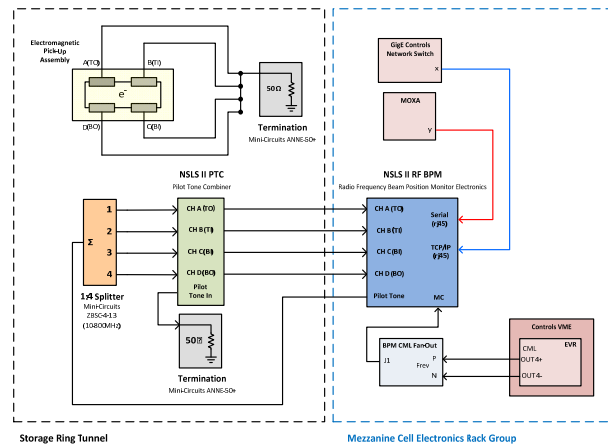 Electromagnetic
Pick-Up
Assembly
A(TO)
B(TI)
e-
D(BO)
C(BI)
50Ω
Termination
Mini-Circuits ANNE-50+
GigE Controls
Network Switch
x
MOXA
y
NSLS II PTC
Pilot Tone Combiner
NSLS II RF BPM
Radio Frequency Beam Position Monitor Electronics
1
2
3
4
Σ
CH A (TO)
CH B (TI)
CH C(BI)
CH D(BO)
Pilot
Tone In
CH A (TO)
CH B (TI)
CH C (BI)
CH D (BO)
Pilot Tone
Serial
(rj45)
TCP/IP
(rj45)
MC
1:4 Splitter
Mini-Circuits
ZBSC-4-13
(10-800MHz)
50
Termination
Mini-Circuits ANNE-50+
BPM CML Fan-Out
J1
P
Frev
N
Controls VME
EVR
CML
OUT4+
OUT4-
Storage Ring Tunnel
Mezzanine Cell Electronics Rack Group